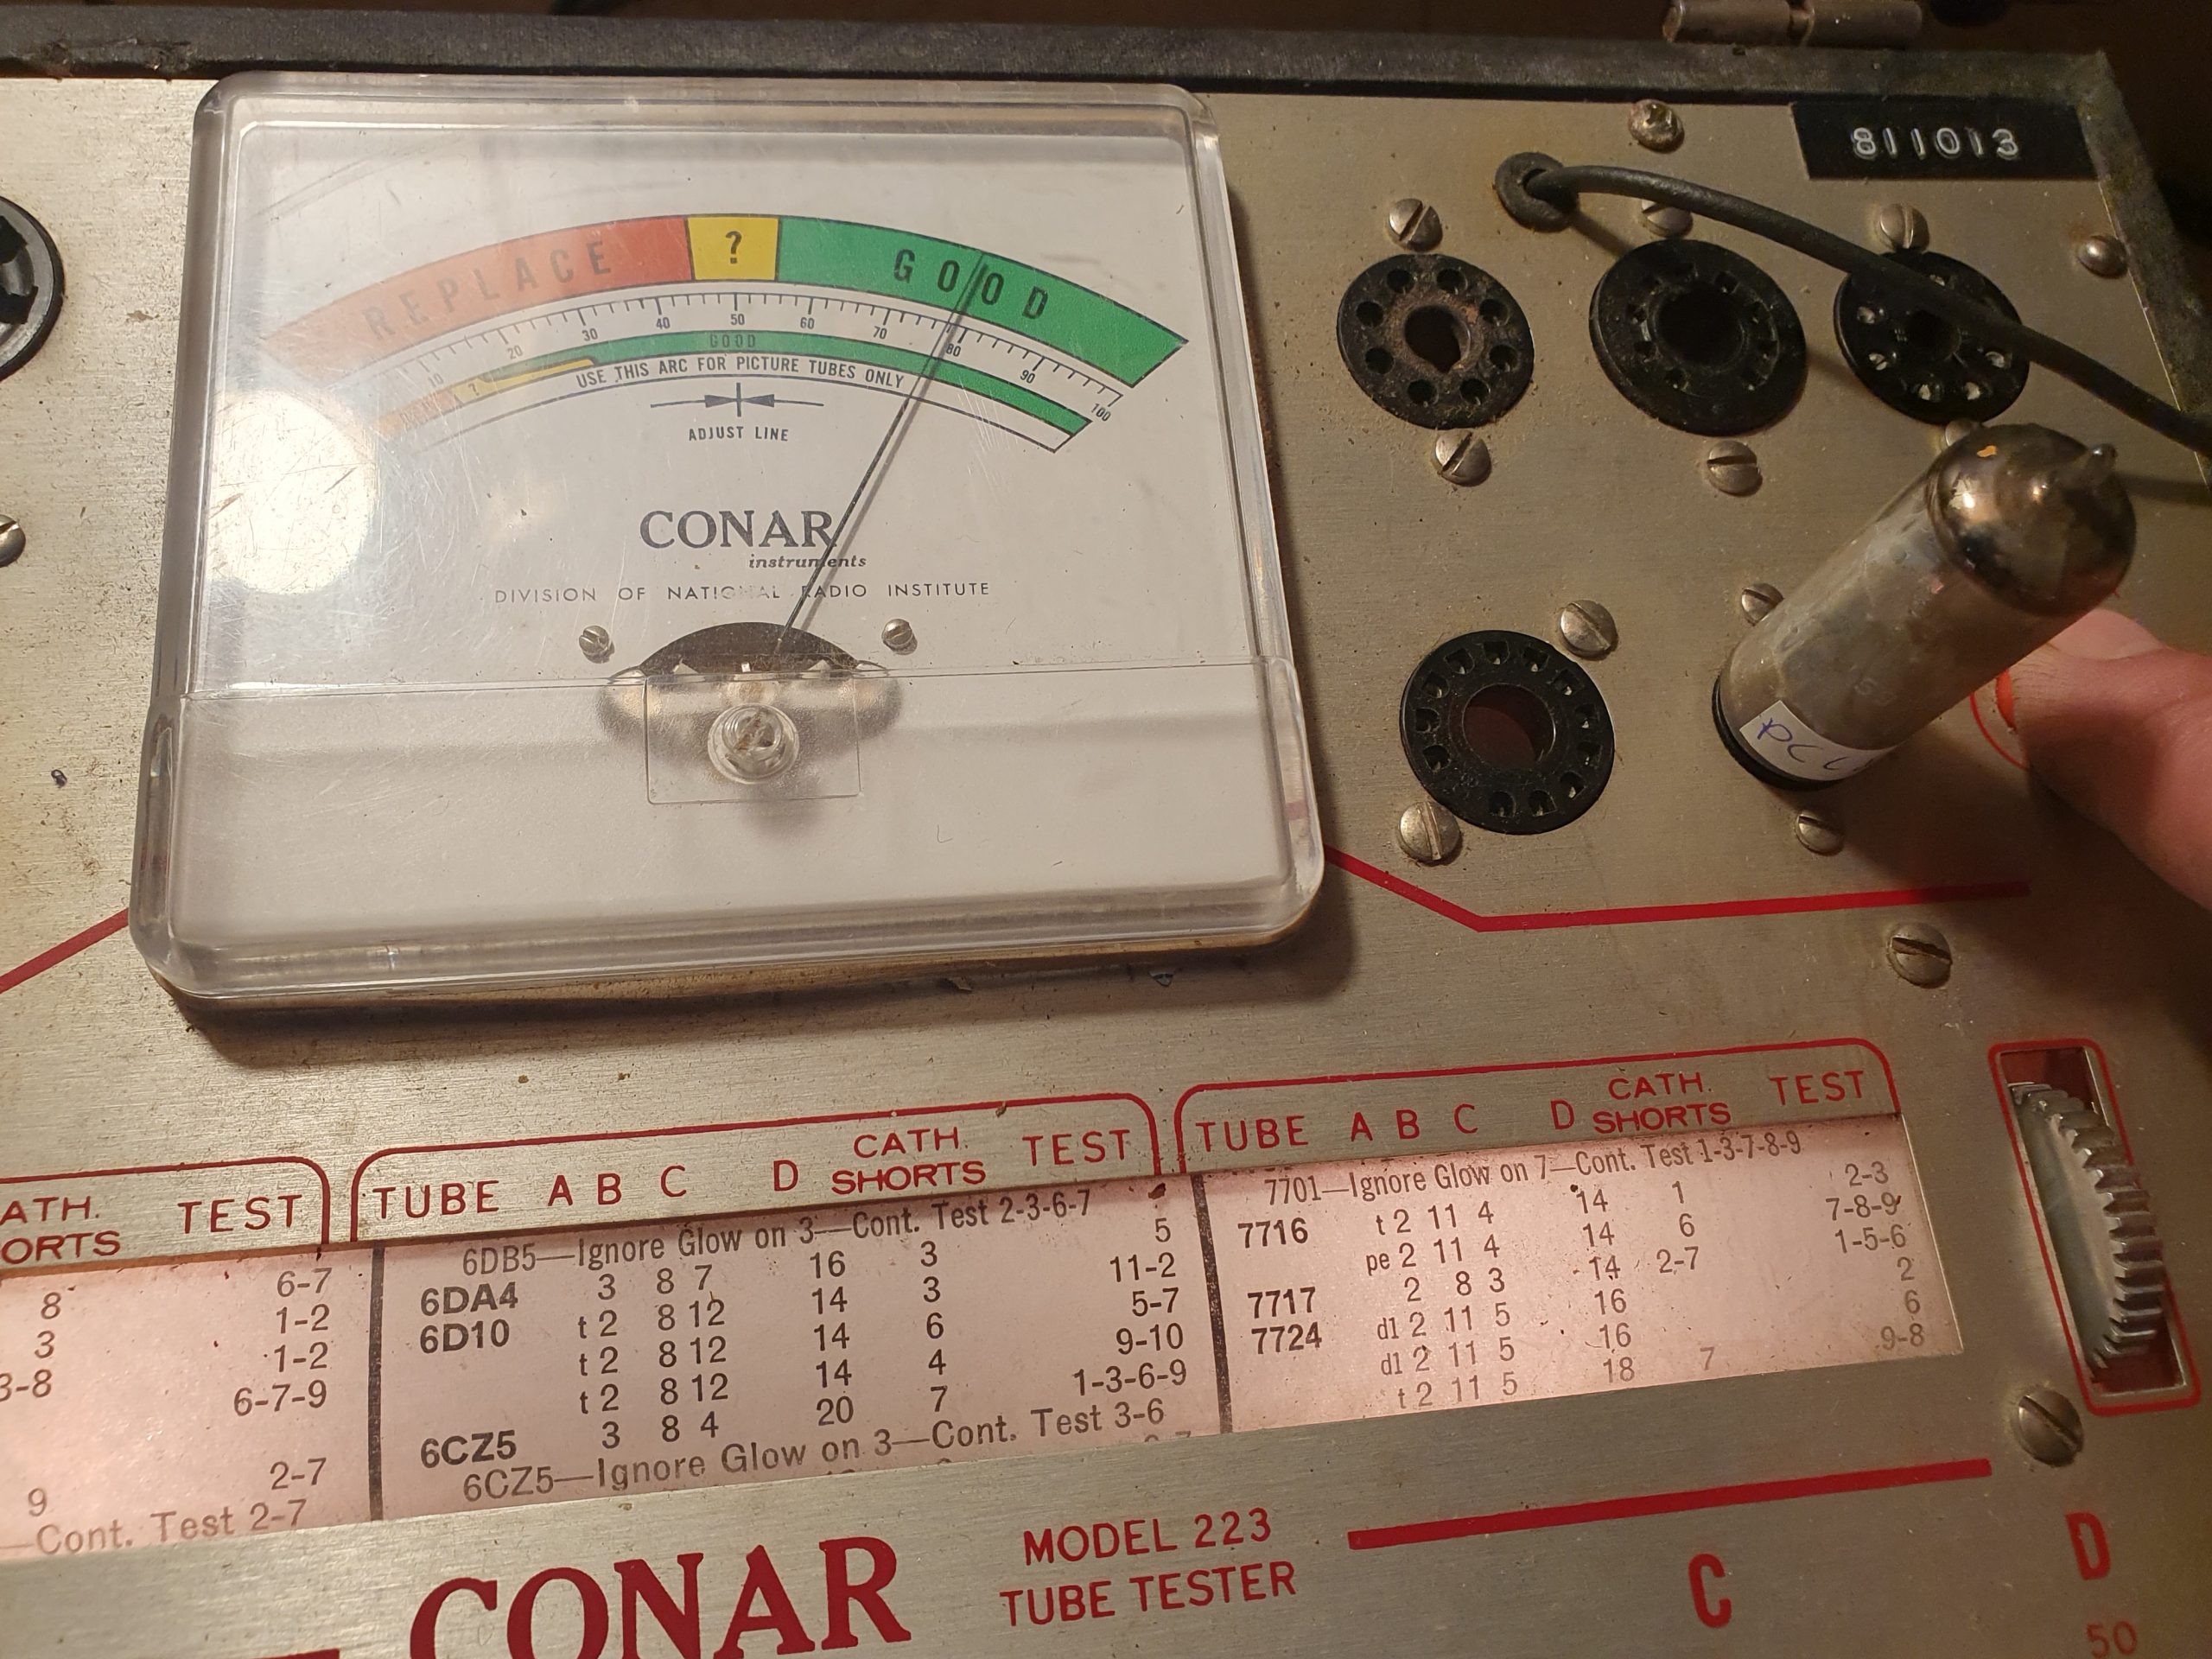 811013
REPLACE ? GOOD
10 20 30 40 50 60 70 80 90 100
? GOOD
USE THIS ARC FOR PICTURE TUBES ONLY
ADJUST LINE
CONAR
instruments
DIVISION OF NATIONAL RADIO INSTITUTE
ATH.
ORTS TEST
8 6-7
3 1-2
3-8 1-2
6-7-9
2-7
9
—Cont. Test 2-7
TUBE A B C D CATH. SHORTS TEST
6DB5—Ignore Glow on 3—Cont. Test 2-3-6-7
6DA4 3 8 7 16 3 5
6D10 t 2 8 12 14 3 11-2
t 2 8 12 14 6 5-7
t 2 8 12 14 4 9-10
6CZ5 3 8 4 20 7 1-3-6-9
6CZ5—Ignore Glow on 3—Cont. Test 3-6
TUBE A B C D CATH. SHORTS TEST
7701—Ignore Glow on 7—Cont. Test 1-3-7-8-9
7716 t 2 11 4 14 1 2-3
pe 2 11 4 14 6 7-8-9
7717 2 8 3 14 2-7 1-5-6
7724 d1 2 11 5 16 2
d1 2 11 5 16 6
t 2 11 5 18 7 9-8
CONAR
MODEL 223
TUBE TESTER
C
D
50